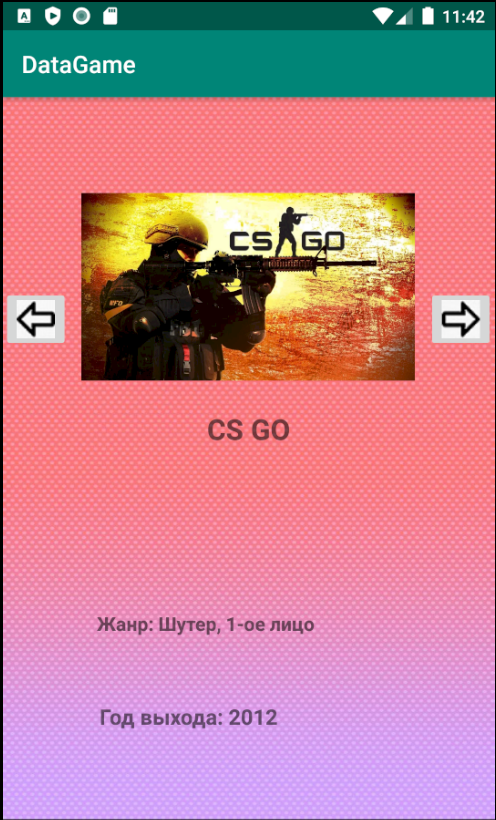 11:42
DataGame
CS GO
CS GO
Жанр: Шутер, 1-ое лицо
Год выхода: 2012